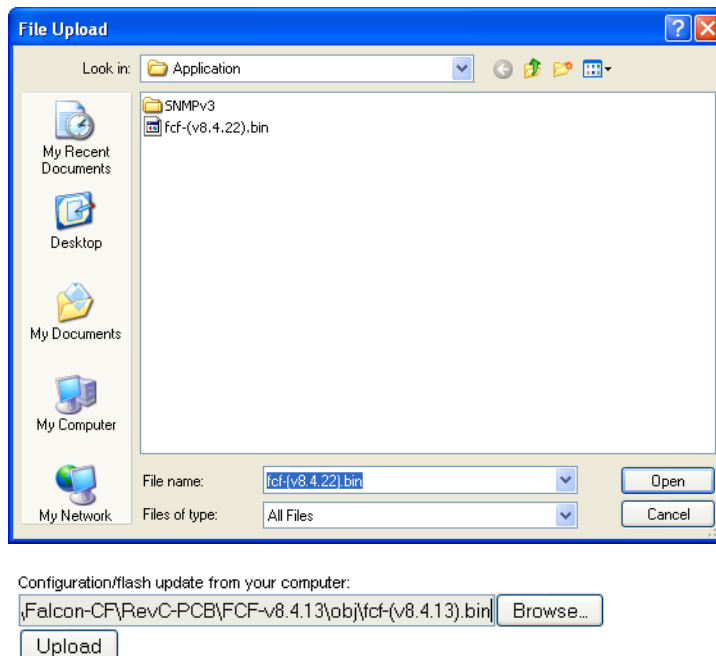 File Upload
Look in: Application
SNMPv3
fcf-(v8.4.22).bin
My Recent
Documents
Desktop
My Documents
My Computer
My Network
File name: fcf-(v8.4.22).bin Open
Files of type: All Files Cancel
Configuration/flash update from your computer:
\Falcon-CF\RevC-PCB\FCF-v8.4.13\obj\fcf-(v8.4.13).bin Browse...
Upload